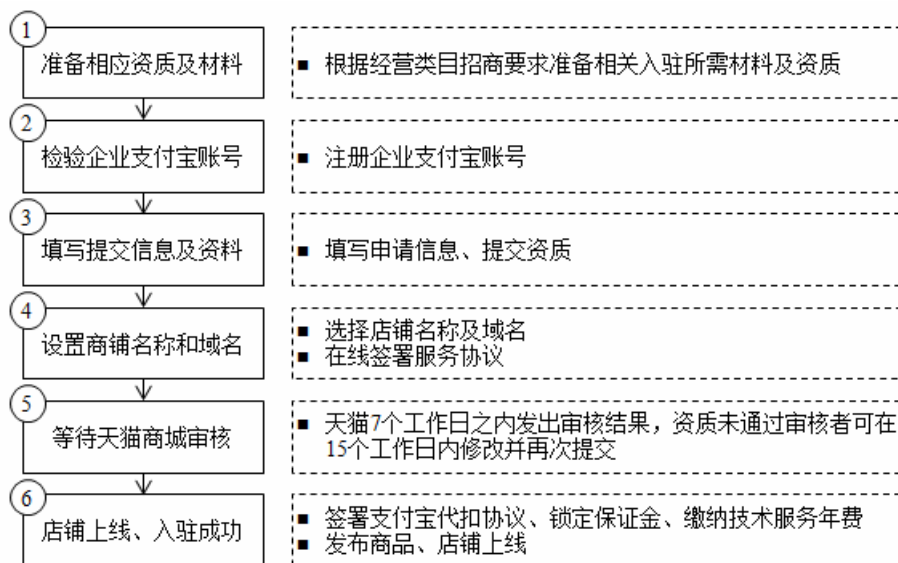 1
准备相应资质及材料
■ 根据经营类目招商要求准备相关入驻所需材料及资质
2
检验企业支付宝账号
■ 注册企业支付宝账号
3
填写提交信息及资料
■ 填写申请信息、提交资质
4
设置商铺名称和域名
■ 选择店铺名称及域名
■ 在线签署服务协议
5
等待天猫商城审核
■ 天猫7个工作日之内发出审核结果，资质未通过审核者可在
15个工作日内修改并再次提交
6
店铺上线、入驻成功
■ 签署支付宝代扣协议、锁定保证金、缴纳技术服务年费
■ 发布商品、店铺上线